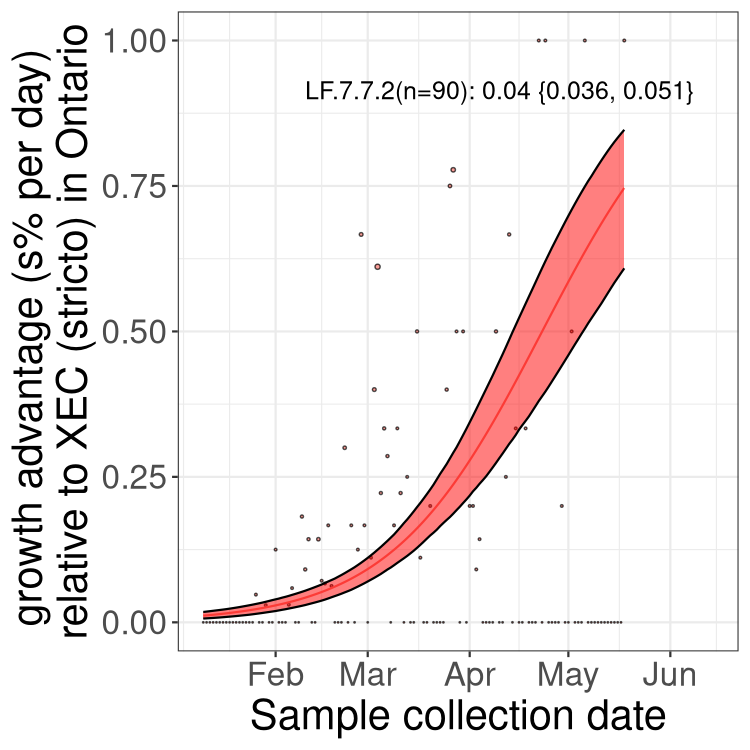 growth advantage (s% per day)
relative to XEC (stricto) in Ontario
1.00
0.75
0.50
0.25
0.00
LF.7.7.2(n=90): 0.04 {0.036, 0.051}
Feb Mar Apr May Jun
Sample collection date